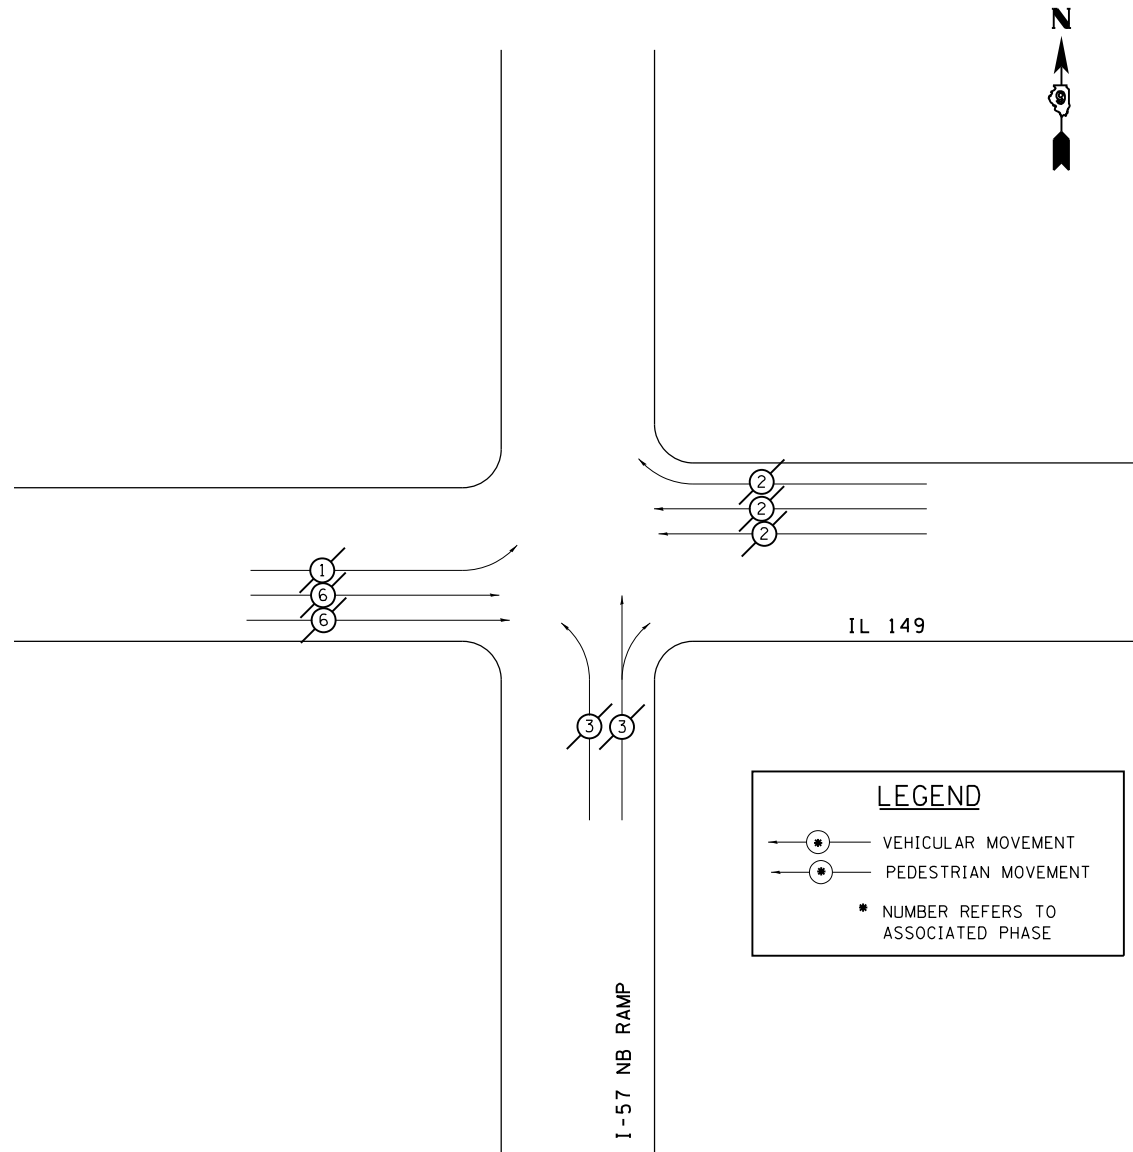 N
9
2
2
2
1
6
6
IL 149
3 3
LEGEND
* VEHICULAR MOVEMENT
* PEDESTRIAN MOVEMENT
* NUMBER REFERS TO
ASSOCIATED PHASE
I-57 NB RAMP